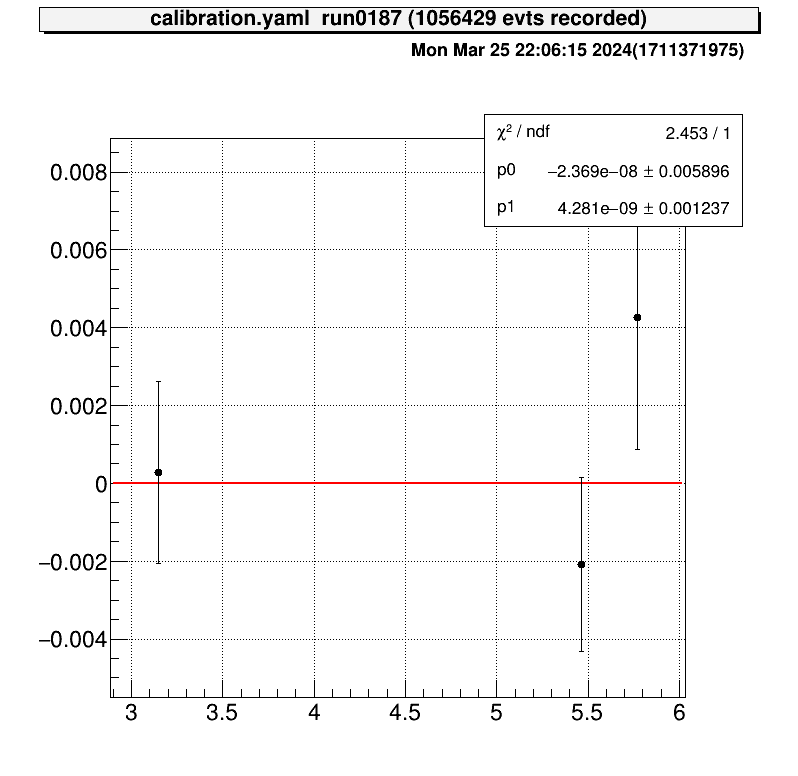 calibration.yaml  run0187 (1056429 evts recorded)
Mon Mar 25 22:06:15 2024(1711371975)
χ² / ndf 2.453 / 1
p0 −2.369e−08 ± 0.005896
p1 4.281e−09 ± 0.001237
0.008
0.006
0.004
0.002
0
−0.002
−0.004
3 3.5 4 4.5 5 5.5 6